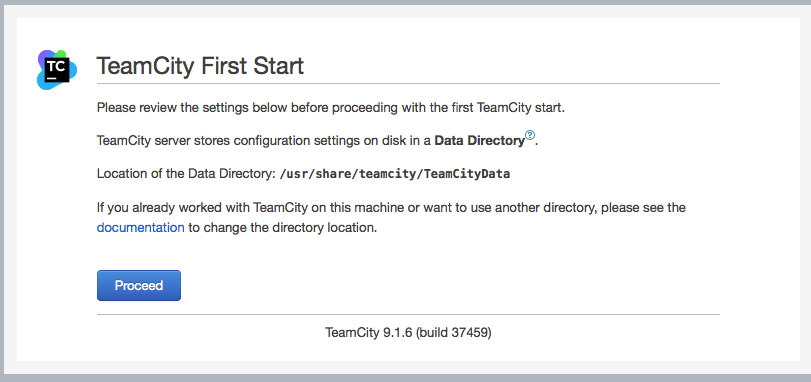 TC
TeamCity First Start
Please review the settings below before proceeding with the first TeamCity start.
TeamCity server stores configuration settings on disk in a Data Directory?.
Location of the Data Directory: /usr/share/teamcity/TeamCityData
If you already worked with TeamCity on this machine or want to use another directory, please see the
documentation to change the directory location.
Proceed
TeamCity 9.1.6 (build 37459)